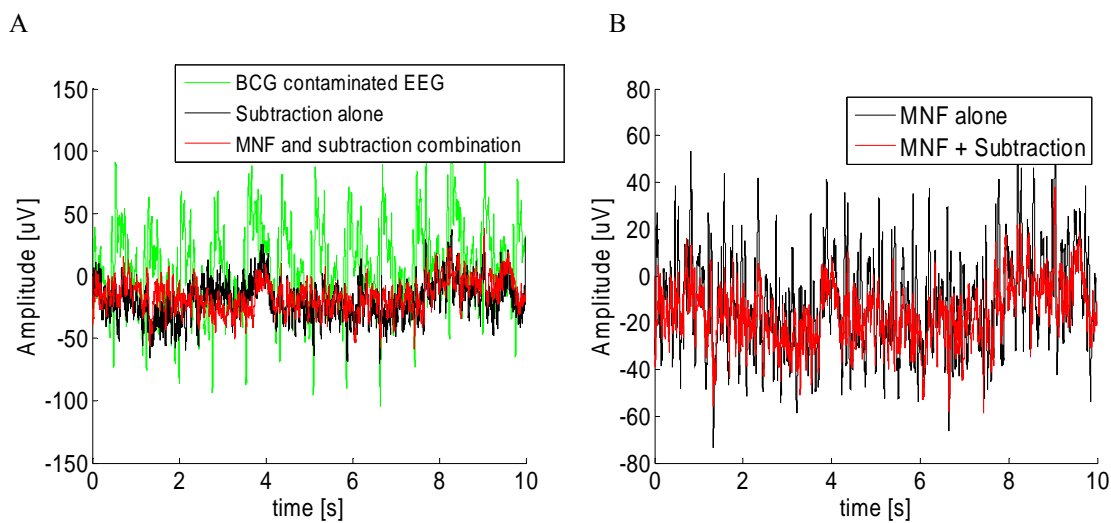 A
B
BCG contaminated EEG
Subtraction alone
MNF and subtraction combination
Amplitude [uV]
150
100
50
0
-50
-100
-150
0
2
4
6
8
10
time [s]
MNF alone
MNF + Subtraction
Amplitude [uV]
80
60
40
20
0
-20
-40
-60
-80
0
2
4
6
8
10
time [s]